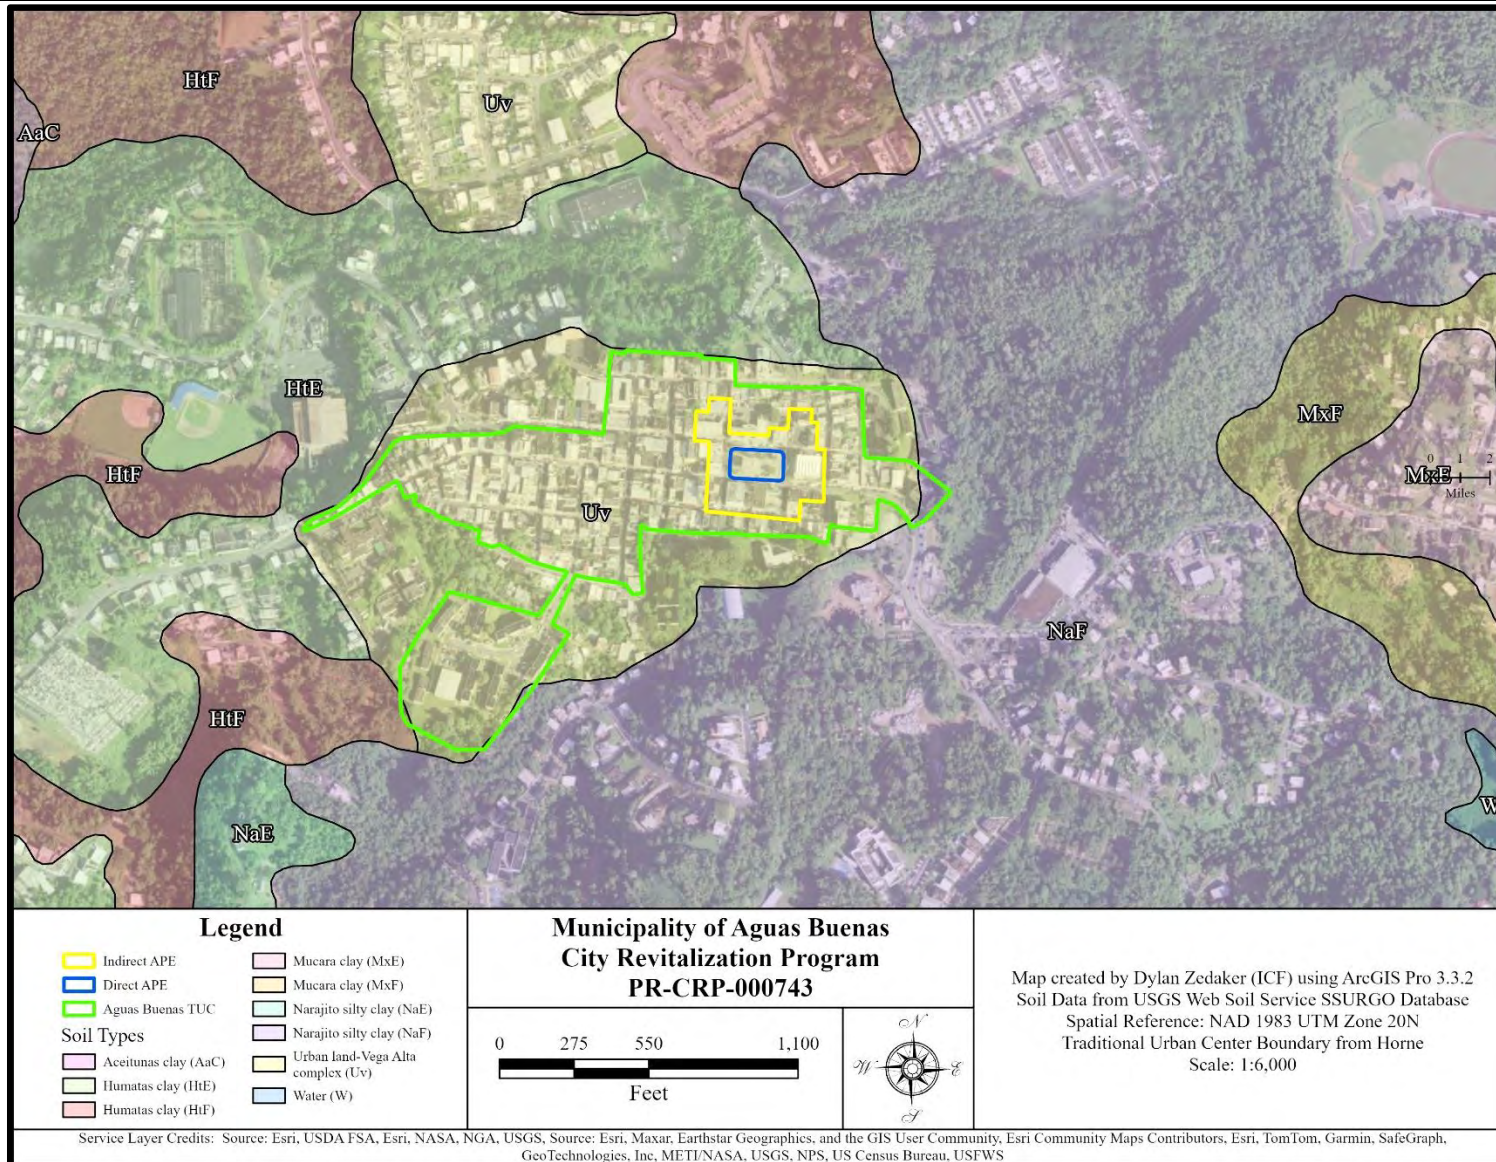 HtF
Uv
AaC
HtE
MxF
HtF
0 1 2
MxE
Miles
Uv
NaF
HtF
W
NaE
Legend
Indirect APE
Direct APE
Aguas Buenas TUC
Soil Types
Aceitunas clay (AaC)
Humatas clay (HtE)
Humatas clay (HtF)
Mucara clay (MxE)
Mucara clay (MxF)
Narajito silty clay (NaE)
Narajito silty clay (NaF)
Urban land-Vega Alta
complex (Uv)
Water (W)
Municipality of Aguas Buenas
City Revitalization Program
PR-CRP-000743
0 275 550 1,100
Feet
N
W E
S
Map created by Dylan Zedaker (ICF) using ArcGIS Pro 3.3.2
Soil Data from USGS Web Soil Service SSURGO Database
Spatial Reference: NAD 1983 UTM Zone 20N
Traditional Urban Center Boundary from Horne
Scale: 1:6,000
Service Layer Credits: Source: Esri, USDA FSA, Esri, NASA, NGA, USGS, Source: Esri, Maxar, Earthstar Geographics, and the GIS User Community, Esri Community Maps Contributors, Esri, TomTom, Garmin, SafeGraph,
GeoTechnologies, Inc, METI/NASA, USGS, NPS, US Census Bureau, USFWS